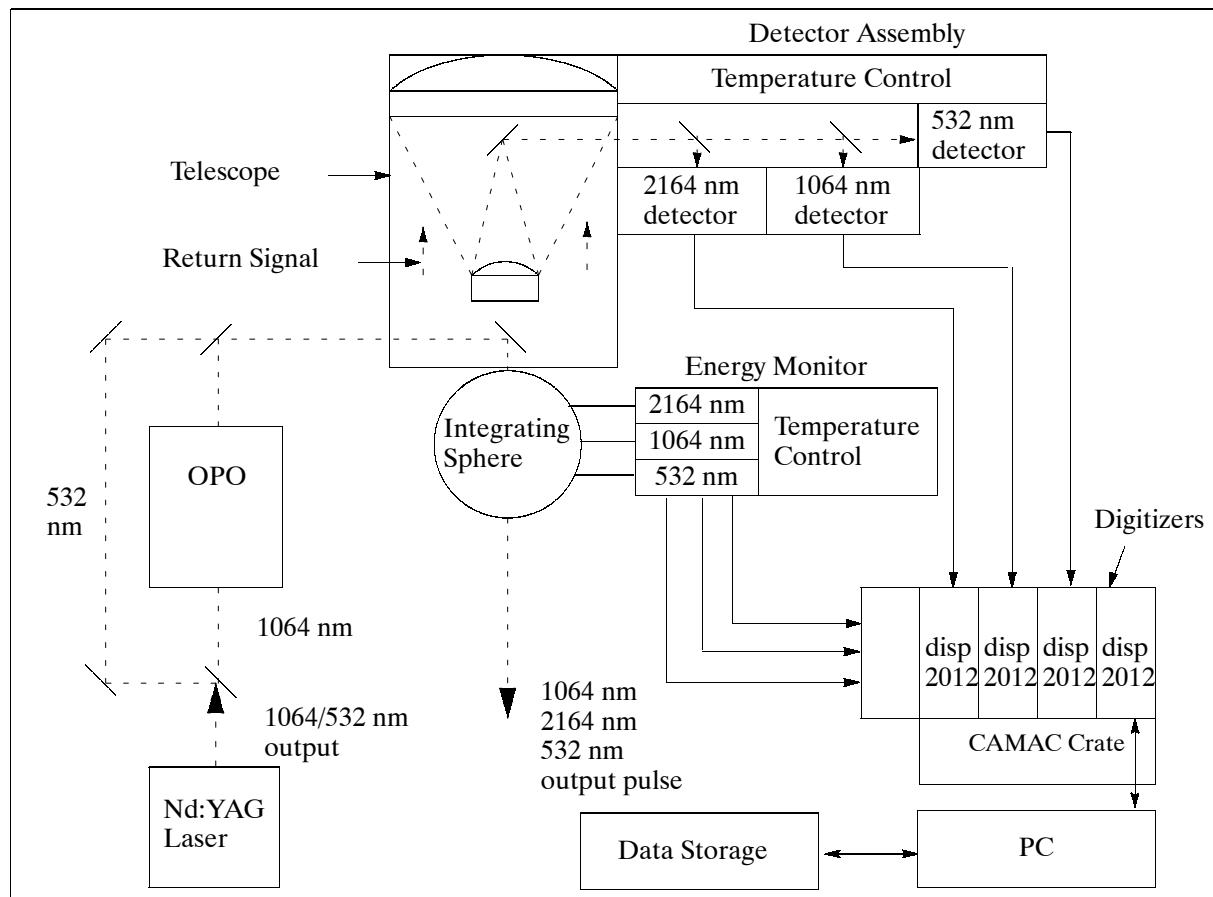 Detector Assembly
Temperature Control
532 nm
detector
Telescope
2164 nm
detector
1064 nm
detector
Return Signal
Energy Monitor
2164 nm
1064 nm
532 nm
Temperature
Control
Integrating
Sphere
OPO
532
nm
Digitizers
1064 nm
disp
2012
disp
2012
disp
2012
disp
2012
1064/532 nm
output
1064 nm
2164 nm
532 nm
output pulse
CAMAC Crate
Nd:YAG
Laser
Data Storage
PC